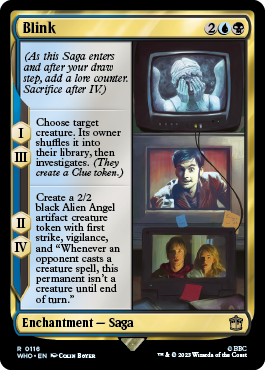 Blink 2
(As this Saga enters
and after your draw
step, add a lore counter.
Sacrifice after IV.)
I
III
Choose target
creature. Its owner
shuffles it into
their library, then
investigates. (They
create a Clue token.)
II
IV
Create a 2/2
black Alien Angel
artifact creature
token with first
strike, vigilance,
and “Whenever an
opponent casts a
creature spell, this
permanent isn't a
creature until end
of turn.”
Enchantment — Saga
R 0116
WHO • EN Colin Boyer
© BBC
™ & © 2023 Wizards of the Coast